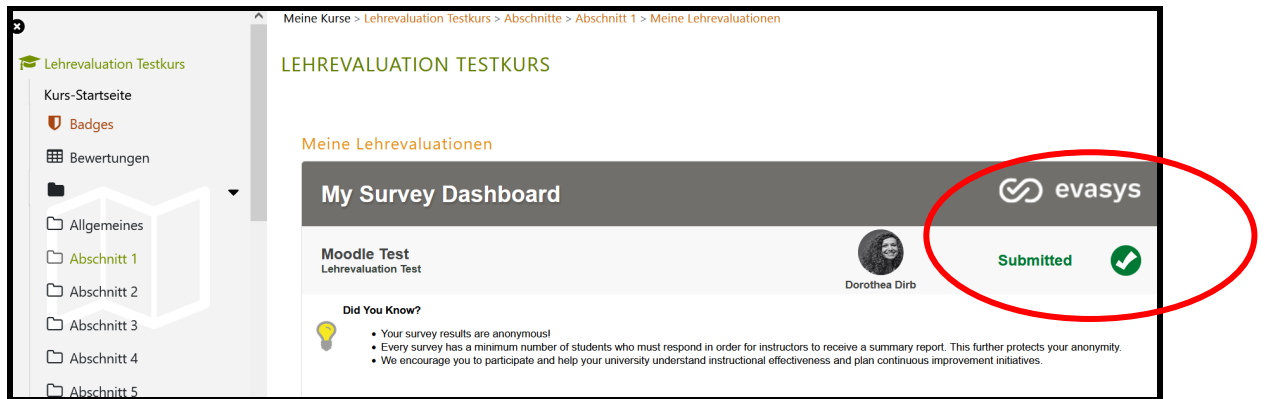 Meine Kurse > Lehrevaluation Testkurs > Abschnitte > Abschnitt 1 > Meine Lehrevaluationen
Lehrevaluation Testkurs
Kurs-Startseite
Badges
Bewertungen
Allgemeines
Abschnitt 1
Abschnitt 2
Abschnitt 3
Abschnitt 4
Abschnitt 5
LEHREVALUATION TESTKURS
Meine Lehrevaluationen
My Survey Dashboard
evasys
Moodle Test
Lehrevaluation Test
Dorothea Dirb
Submitted
Did You Know?
• Your survey results are anonymous!
• Every survey has a minimum number of students who must respond in order for instructors to receive a summary report. This further protects your anonymity.
• We encourage you to participate and help your university understand instructional effectiveness and plan continuous improvement initiatives.